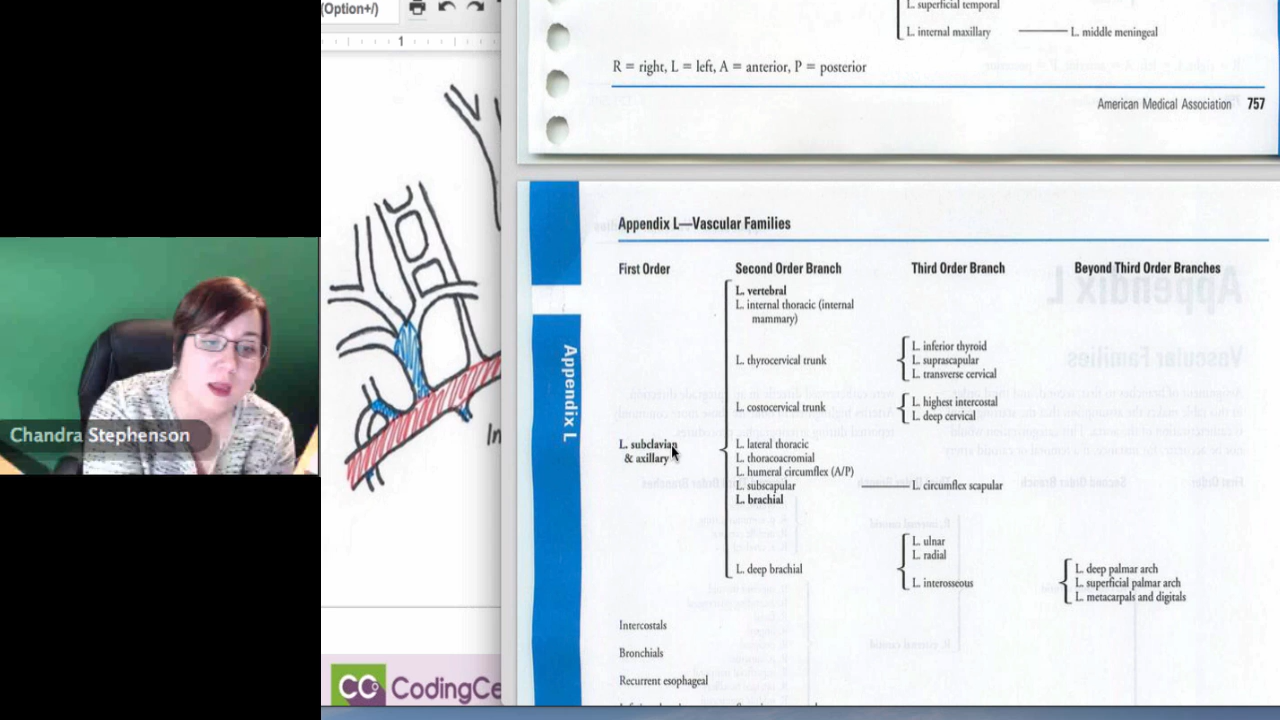 (Option+/)
1
L. superficial temporal
L. internal maxillary L. middle meningeal
R = right, L = left, A = anterior, P = posterior
American Medical Association 757
Appendix L—Vascular Families
First Order Second Order Branch Third Order Branch Beyond Third Order Branches
L. vertebral
L. internal thoracic (internal
mammary)
L. inferior thyroid
L. thyrocervical trunk L. suprascapular
L. transverse cervical
L. highest intercostal
L. costocervical trunk
L. deep cervical
L. subclavian L. lateral thoracic
& axillary L. thoracoacromial
L. humeral circumflex (A/P)
L. subscapular L. circumflex scapular
L. brachial
L. ulnar
L. radial
L. deep brachial L. deep palmar arch
L. interosseous L. superficial palmar arch
L. metacarpals and digitals
Intercostals
Bronchials
Recurrent esophageal
Appendix L
Chandra Stephenson
In
CC CodingCe